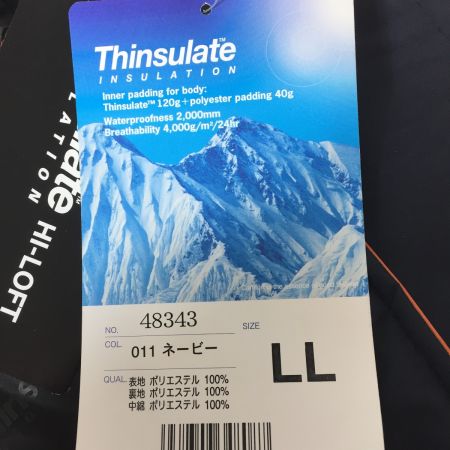 Thinsulate™
INSULATION
Inner padding for body:
Thinsulate™ 120g+polyester padding 40g
Waterproofness 2,000mm
Breathability 4,000g/m²/24hr
NO. 48343 SIZE
COL. 011 ネービー LL
QUAL. 表地 ポリエステル 100%
裏地 ポリエステル 100%
中綿 ポリエステル 100%
HI-LOFT